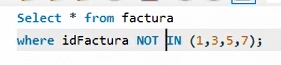 Select * from factura
where idFactura NOT IN (1,3,5,7);